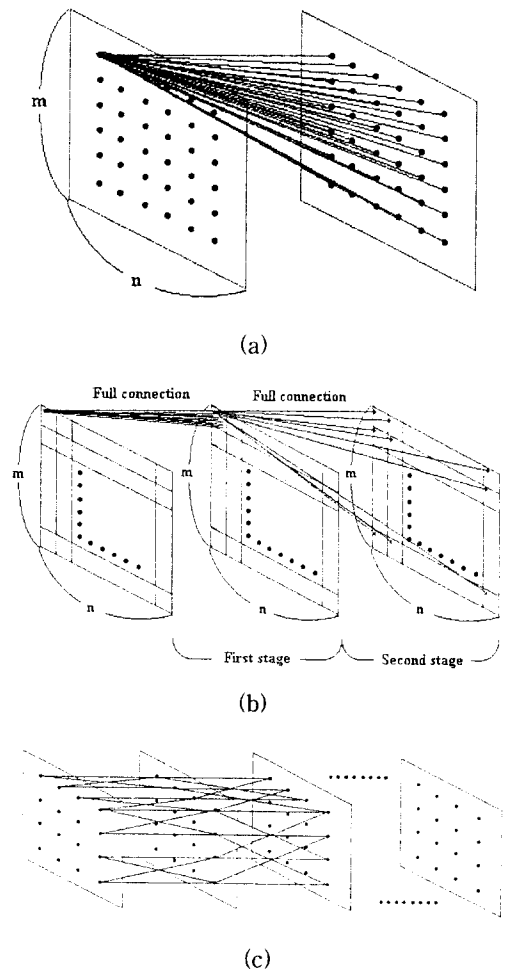 m
n
(a)
Full connection Full connection
m m m
n n n
First stage Second stage
(b)
(c)